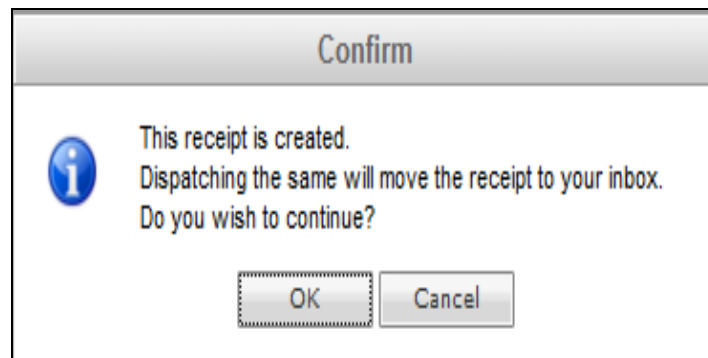 Confirm
This receipt is created.
Dispatching the same will move the receipt to your inbox.
Do you wish to continue?
OK
Cancel